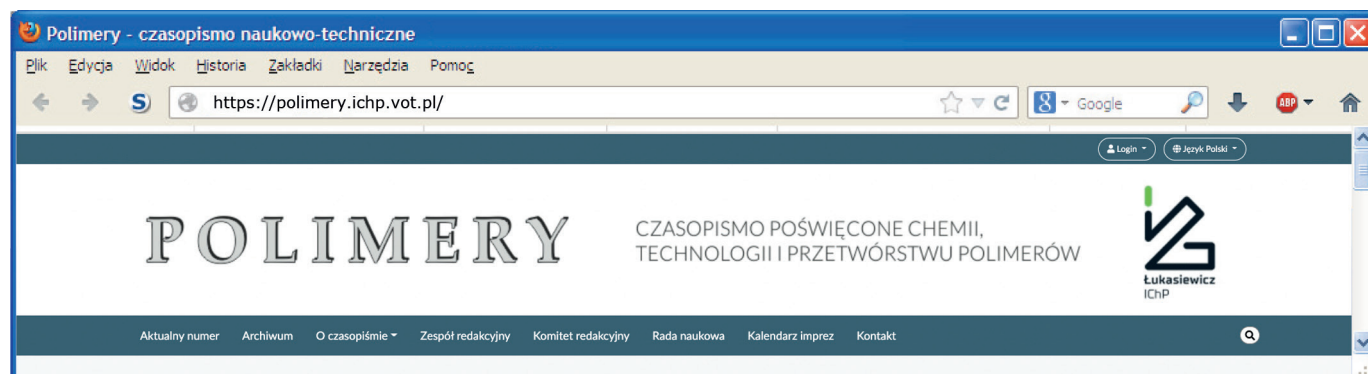 Polimery - czasopismo naukowo-techniczne
Plik Edycja Widok Historia Zakładki Narzędzia Pomoc
S) https://polimery.ichp.vot.pl/ 8 Google ABP
Login Język Polski
POLIMERY
CZASOPISMO POŚWIĘCONE CHEMII,
TECHNOLOGII I PRZETWÓRSTWU POLIMERÓW
Łukasiewicz
IChP
Aktualny numer Archiwum O czasopiśmie Zespół redakcyjny Komitet redakcyjny Rada naukowa Kalendarz imprez Kontakt